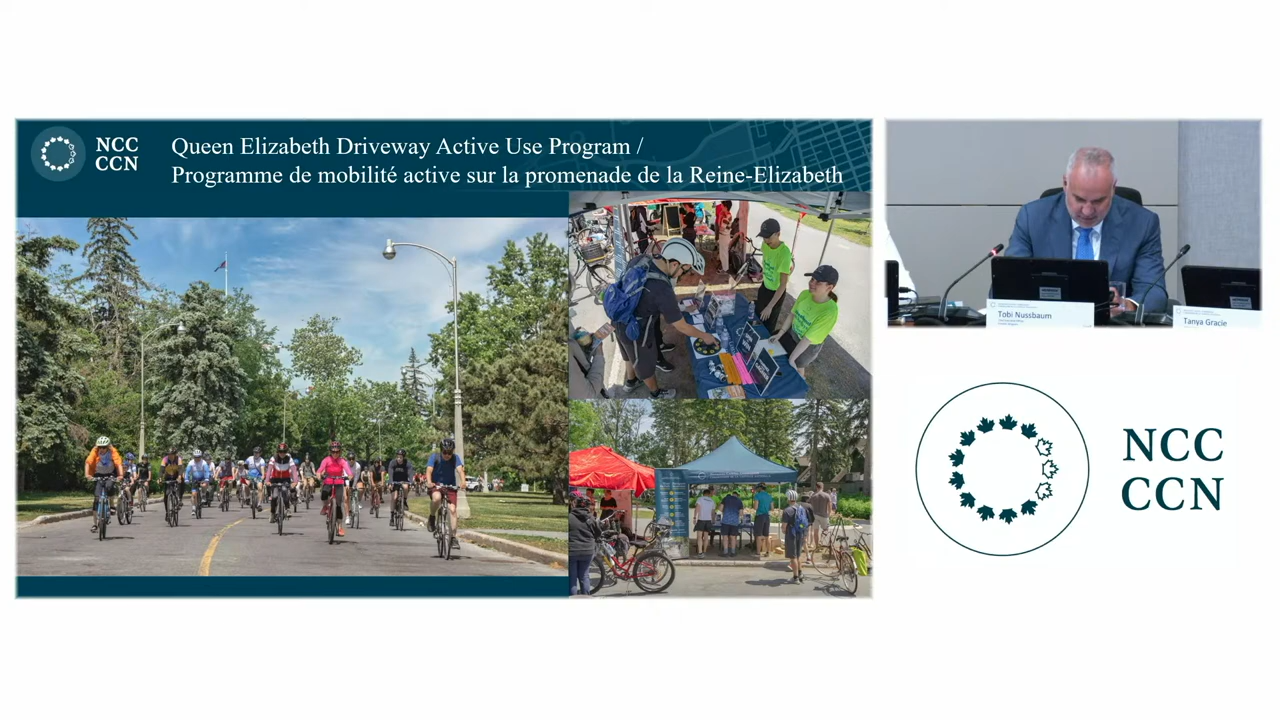 NCC
CCN
Queen Elizabeth Driveway Active Use Program /
Programme de mobilité active sur la promenade de la Reine-Elizabeth
Tobi Nussbaum
Tanya Gracie
NCC
CCN